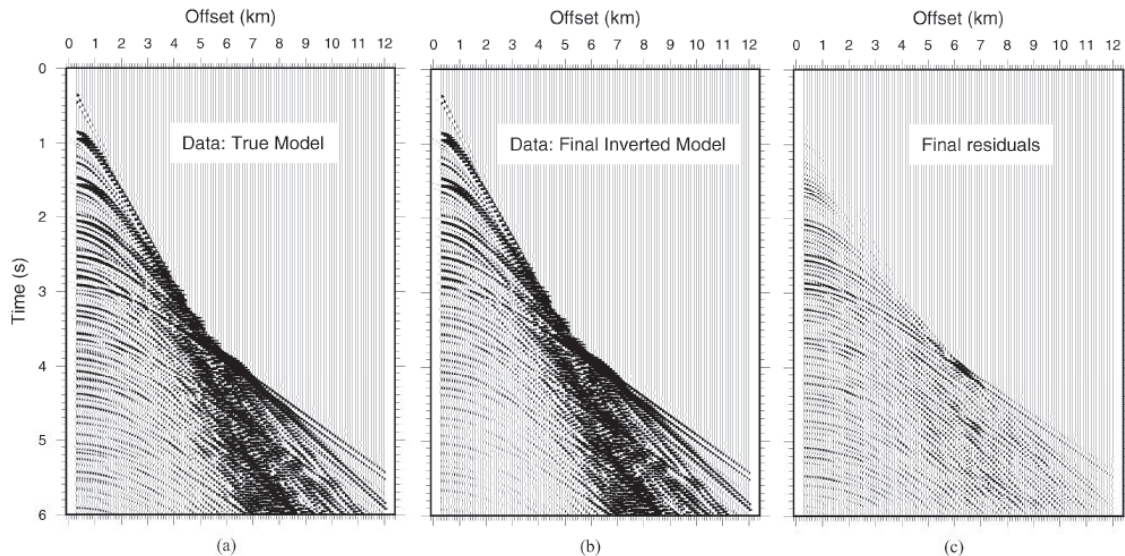 Offset (km)
0 1 2 3 4 5 6 7 8 9 10 11 12
Time (s)
0
1
2
3
4
5
6
Data: True Model
(a)
Offset (km)
0 1 2 3 4 5 6 7 8 9 10 11 12
Data: Final Inverted Model
(b)
Offset (km)
0 1 2 3 4 5 6 7 8 9 10 11 12
Final residuals
(c)